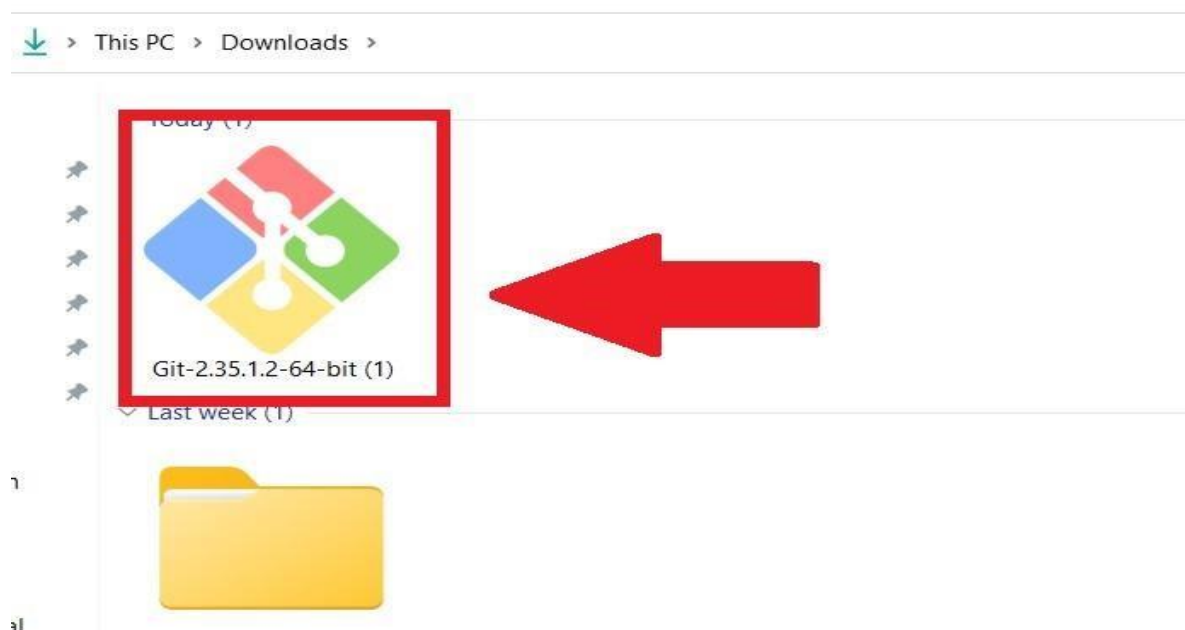 This PC > Downloads >
Today (1)
Git-2.35.1.2-64-bit (1)
Last week (1)